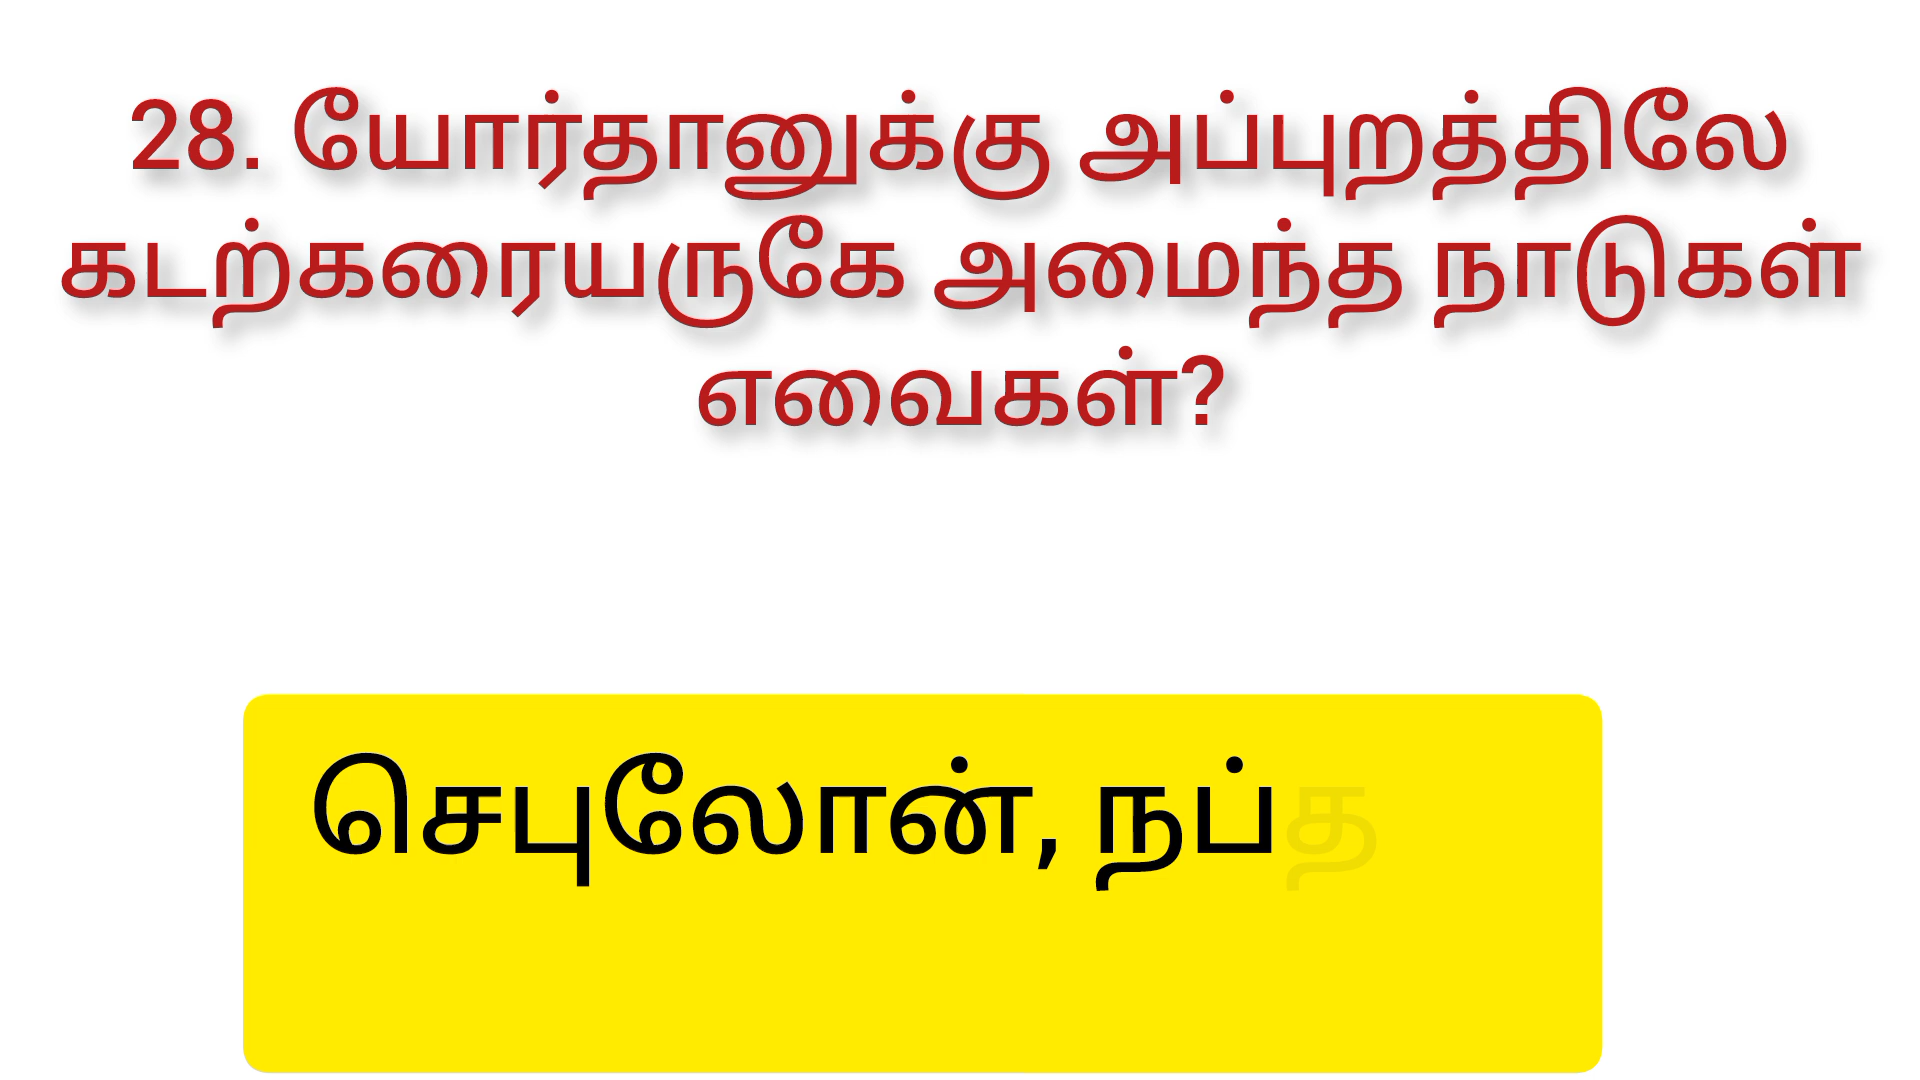 28. யோர்தானுக்கு அப்புறத்திலே
கடற்கரையருகே அமைந்த நாடுகள்
எவைகள்?
செபுலோன், நப்த